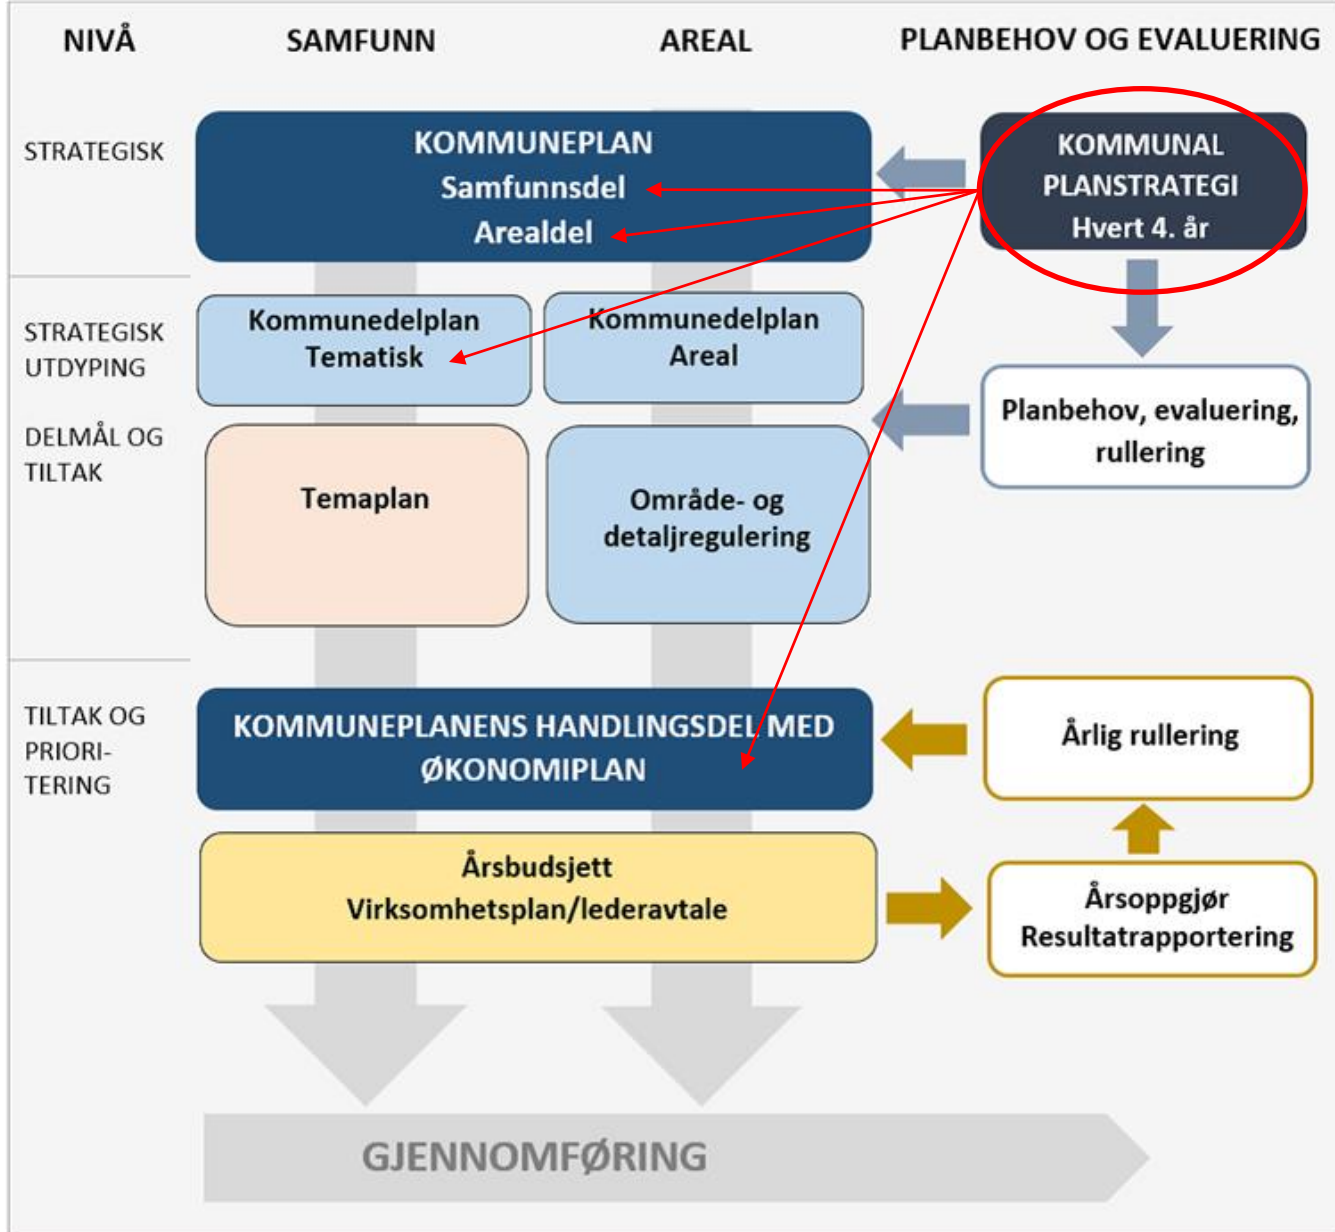 NIVÅ
SAMFUNN
AREAL
PLANBEHOV OG EVALUERING
STRATEGISK
KOMMUNEPLAN
Samfunnsdel
Arealdel
KOMMUNAL
PLANSTRATEGI
Hvert 4. år
STRATEGISK
UTDYPING
Kommunedelplan
Tematisk
Kommunedelplan
Areal
Planbehov, evaluering,
rullering
DELMÅL OG
TILTAK
Temaplan
Område- og
detaljregulering
TILTAK OG
PRIORI-
TERING
KOMMUNEPLANENS HANDLINGSDEL MED
ØKONOMIPLAN
Årlig rullering
Årsbudsjett
Virksomhetsplan/lederavtale
Årsoppgjør
Resultatrapportering
GJENNOMFØRING